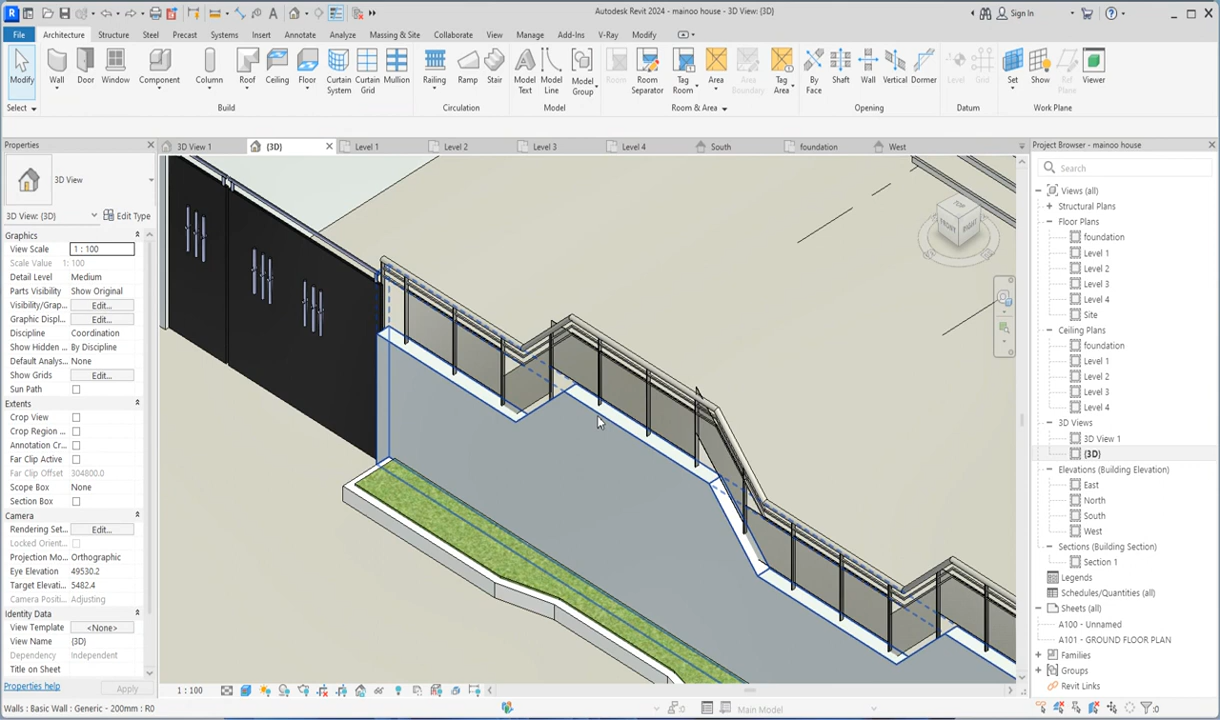 Autodesk Revit 2024 - mainoo house - 3D View: {3D}
Sign In
File Architecture Structure Steel Precast Systems Insert Annotate Analyze Massing & Site Collaborate View Manage Add-Ins V-Ray Modify
Modify Wall Door Window Component Column Roof Ceiling Floor Curtain System Curtain Grid Mullion Railing Ramp Stair Model Text Model Line Model Group Room Room Separator Tag Room Area Area Boundary Tag Area By Face Shaft Wall Vertical Dormer Level Grid Set Show Ref Plane Viewer
Select Build Circulation Model Room & Area Opening Datum Work Plane
Properties
3D View 1 {3D} Level 1 Level 2 Level 3 Level 4 South foundation West
Project Browser - mainoo house
3D View
3D View: {3D} Edit Type
Graphics
View Scale 1 : 100
Scale Value 1: 100
Detail Level Medium
Parts Visibility Show Original
Visibility/Grap... Edit...
Graphic Displ... Edit...
Discipline Coordination
Show Hidden ... By Discipline
Default Analys... None
Show Grids Edit...
Sun Path
Extents
Crop View
Crop Region ...
Annotation Cr...
Far Clip Active
Far Clip Offset 304800.0
Scope Box None
Section Box
Camera
Rendering Set... Edit...
Locked Orient...
Projection Mo... Orthographic
Eye Elevation 49530.2
Target Elevati... 5482.4
Camera Positi... Adjusting
Identity Data
View Template <None>
View Name {3D}
Dependency Independent
Title on Sheet
Properties help Apply
TOP
FRONT RIGHT
Search
Views (all)
Structural Plans
Floor Plans
foundation
Level 1
Level 2
Level 3
Level 4
Site
Ceiling Plans
foundation
Level 1
Level 2
Level 3
Level 4
3D Views
3D View 1
{3D}
Elevations (Building Elevation)
East
North
South
West
Sections (Building Section)
Section 1
Legends
Schedules/Quantities (all)
Sheets (all)
A100 - Unnamed
A101 - GROUND FLOOR PLAN
Families
Groups
Revit Links
1 : 100
Walls : Basic Wall : Generic - 200mm : R0
:0 Main Model :0